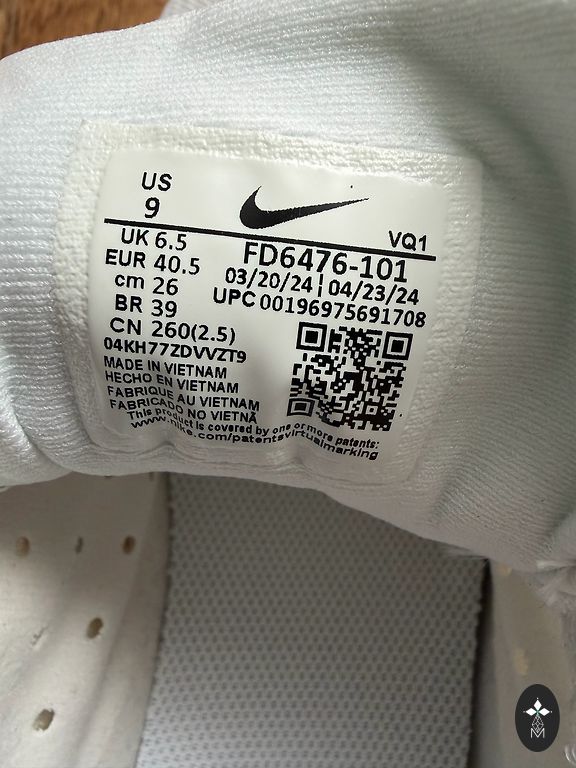 US
9
VQ1
UK 6.5
EUR 40.5
cm 26
BR 39
CN 260(2.5)
FD6476-101
03/20/24 | 04/23/24
UPC 00196975691708
04KH77ZDVVZT9
MADE IN VIETNAM
HECHO EN VIETNAM
FABRIQUE AU VIETNAM
FABRICADO NO VIETNÃ
This product is covered by one or more patents:
www.nike.com/patentsvirtualmarking
M